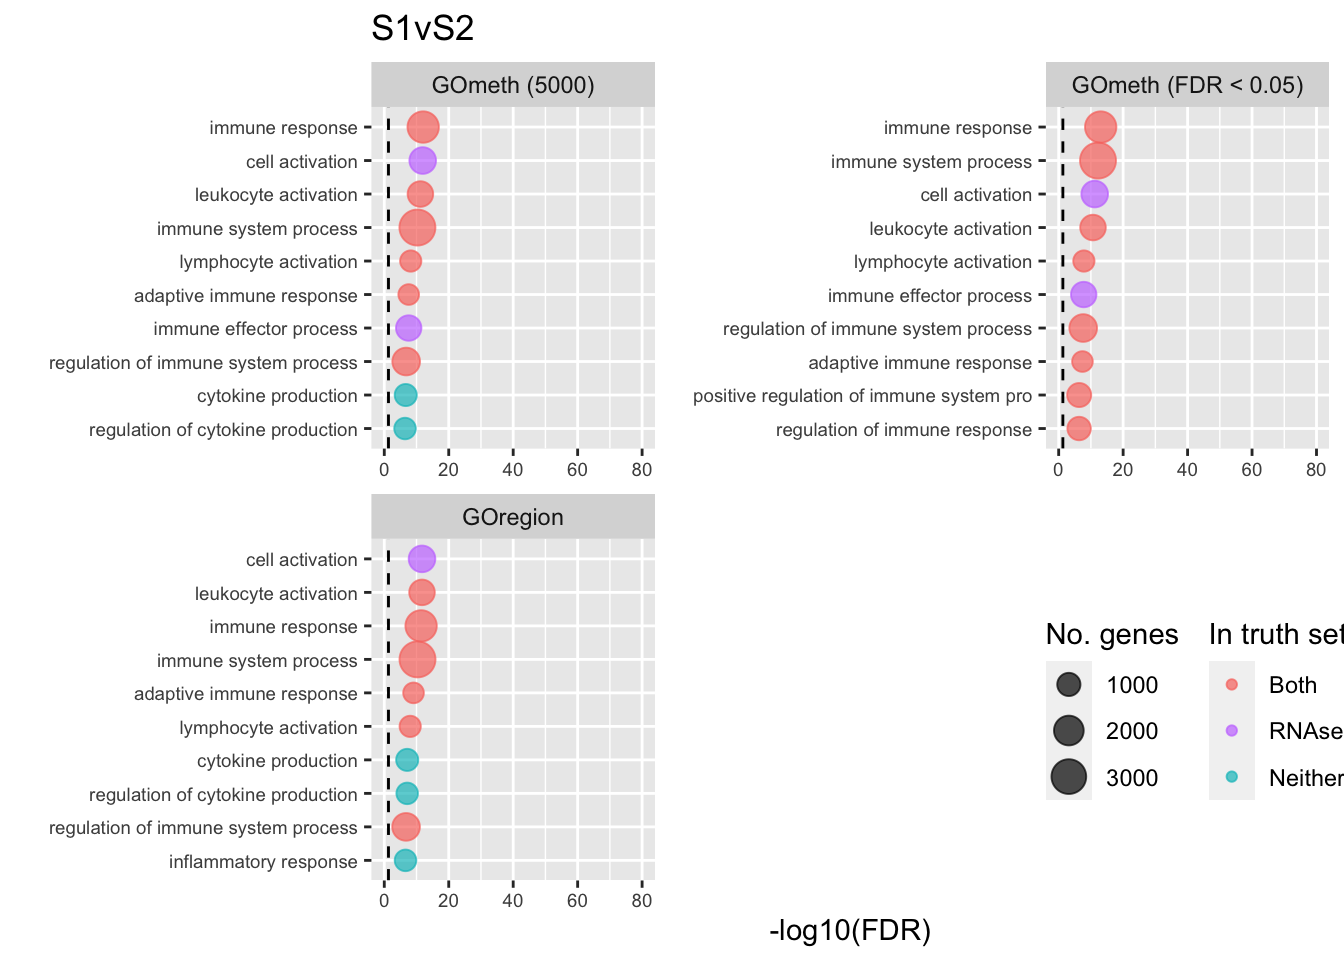 S1vS2
GOmeth (5000)
immune response
cell activation
leukocyte activation
immune system process
lymphocyte activation
adaptive immune response
immune effector process
regulation of immune system process
cytokine production
regulation of cytokine production
0 20 40 60 80
GOmeth (FDR < 0.05)
immune response
immune system process
cell activation
leukocyte activation
lymphocyte activation
immune effector process
regulation of immune system process
adaptive immune response
positive regulation of immune system pro
regulation of immune response
0 20 40 60 80
GOregion
cell activation
leukocyte activation
immune response
immune system process
adaptive immune response
lymphocyte activation
cytokine production
regulation of cytokine production
regulation of immune system process
inflammatory response
0 20 40 60 80
No. genes
1000
2000
3000
In truth set
Both
RNAse
Neither
-log10(FDR)